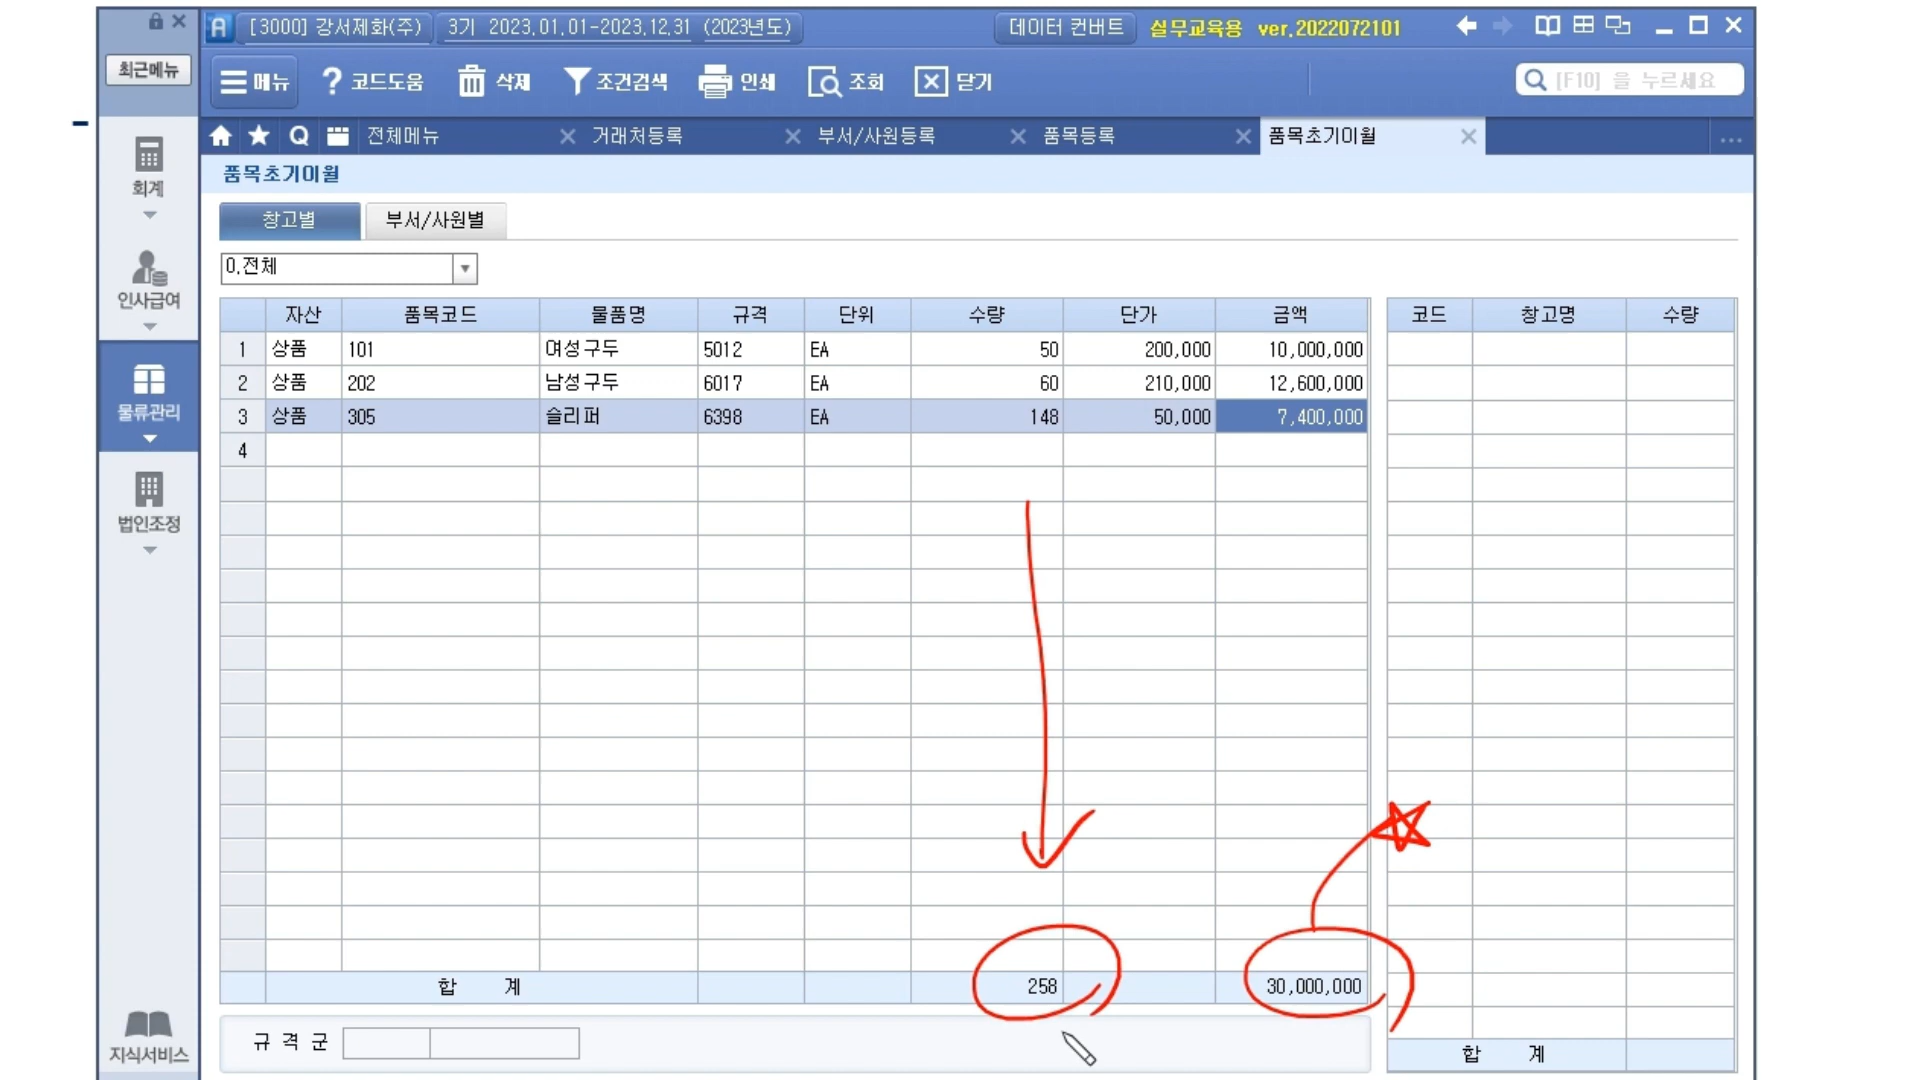 [3000] 강서제화(주) 3기 2023.01.01-2023.12.31 (2023년도) 데이터 컨버트 실무교육용 ver.2022072101
최근메뉴 메뉴 코드도움 삭제 조건검색 인쇄 조회 닫기 [F10] 을 누르세요
전체메뉴 거래처등록 부서/사원등록 품목등록 품목초기이월
품목초기이월
창고별 부서/사원별
0.전체
회계
인사급여
물류관리
법인조정
지식서비스
자산 품목코드 물품명 규격 단위 수량 단가 금액 코드 창고명 수량
1 상품 101 여성구두 5012 EA 50 200,000 10,000,000
2 상품 202 남성구두 6017 EA 60 210,000 12,600,000
3 상품 305 슬리퍼 6398 EA 148 50,000 7,400,000
4
합 계 258 30,000,000
규 격 군
합 계